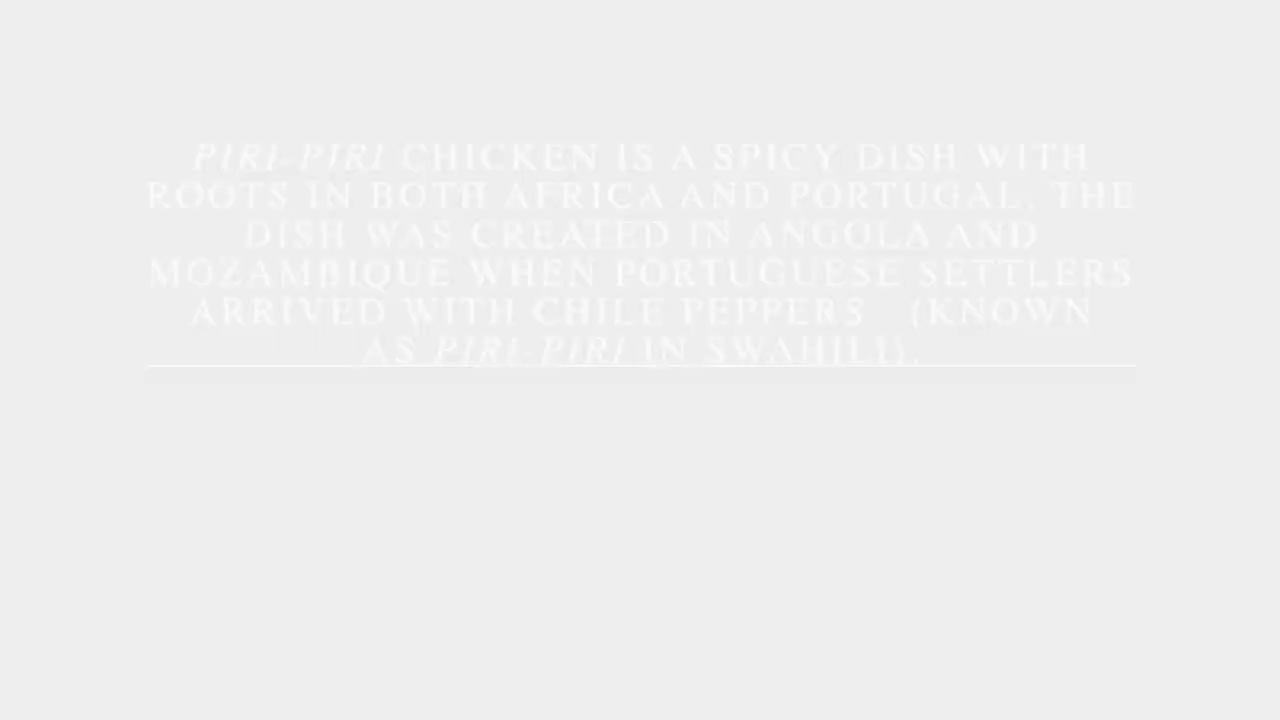 PIRI-PIRI CHICKEN IS A SPICY DISH WITH
ROOTS IN BOTH AFRICA AND PORTUGAL. THE
DISH WAS CREATED IN ANGOLA AND
MOZAMBIQUE WHEN PORTUGUESE SETTLERS
ARRIVED WITH CHILE PEPPERS (KNOWN
AS PIRI-PIRI IN SWAHILI).